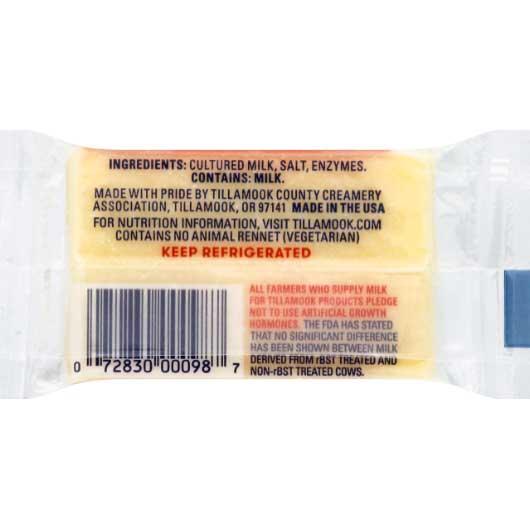 INGREDIENTS: CULTURED MILK, SALT, ENZYMES.
CONTAINS: MILK.
MADE WITH PRIDE BY TILLAMOOK COUNTY CREAMERY
ASSOCIATION, TILLAMOOK, OR 97141 MADE IN THE USA
FOR NUTRITION INFORMATION, VISIT TILLAMOOK.COM
CONTAINS NO ANIMAL RENNET (VEGETARIAN)
KEEP REFRIGERATED
0 72830 00098 7
ALL FARMERS WHO SUPPLY MILK
FOR TILLAMOOK PRODUCTS PLEDGE
NOT TO USE ARTIFICIAL GROWTH
HORMONES. THE FDA HAS STATED
THAT NO SIGNIFICANT DIFFERENCE
HAS BEEN SHOWN BETWEEN MILK
DERIVED FROM rBST TREATED AND
NON-rBST TREATED COWS.